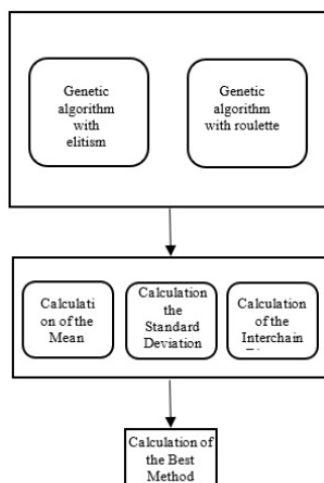 Genetic
algorithm
with
elitism
Genetic
algorithm
with roulette
Calculati
on of the
Mean
Calculation
the
Standard
Deviation
Calculation
of the
Interchain
Calculation of
the Best
Method